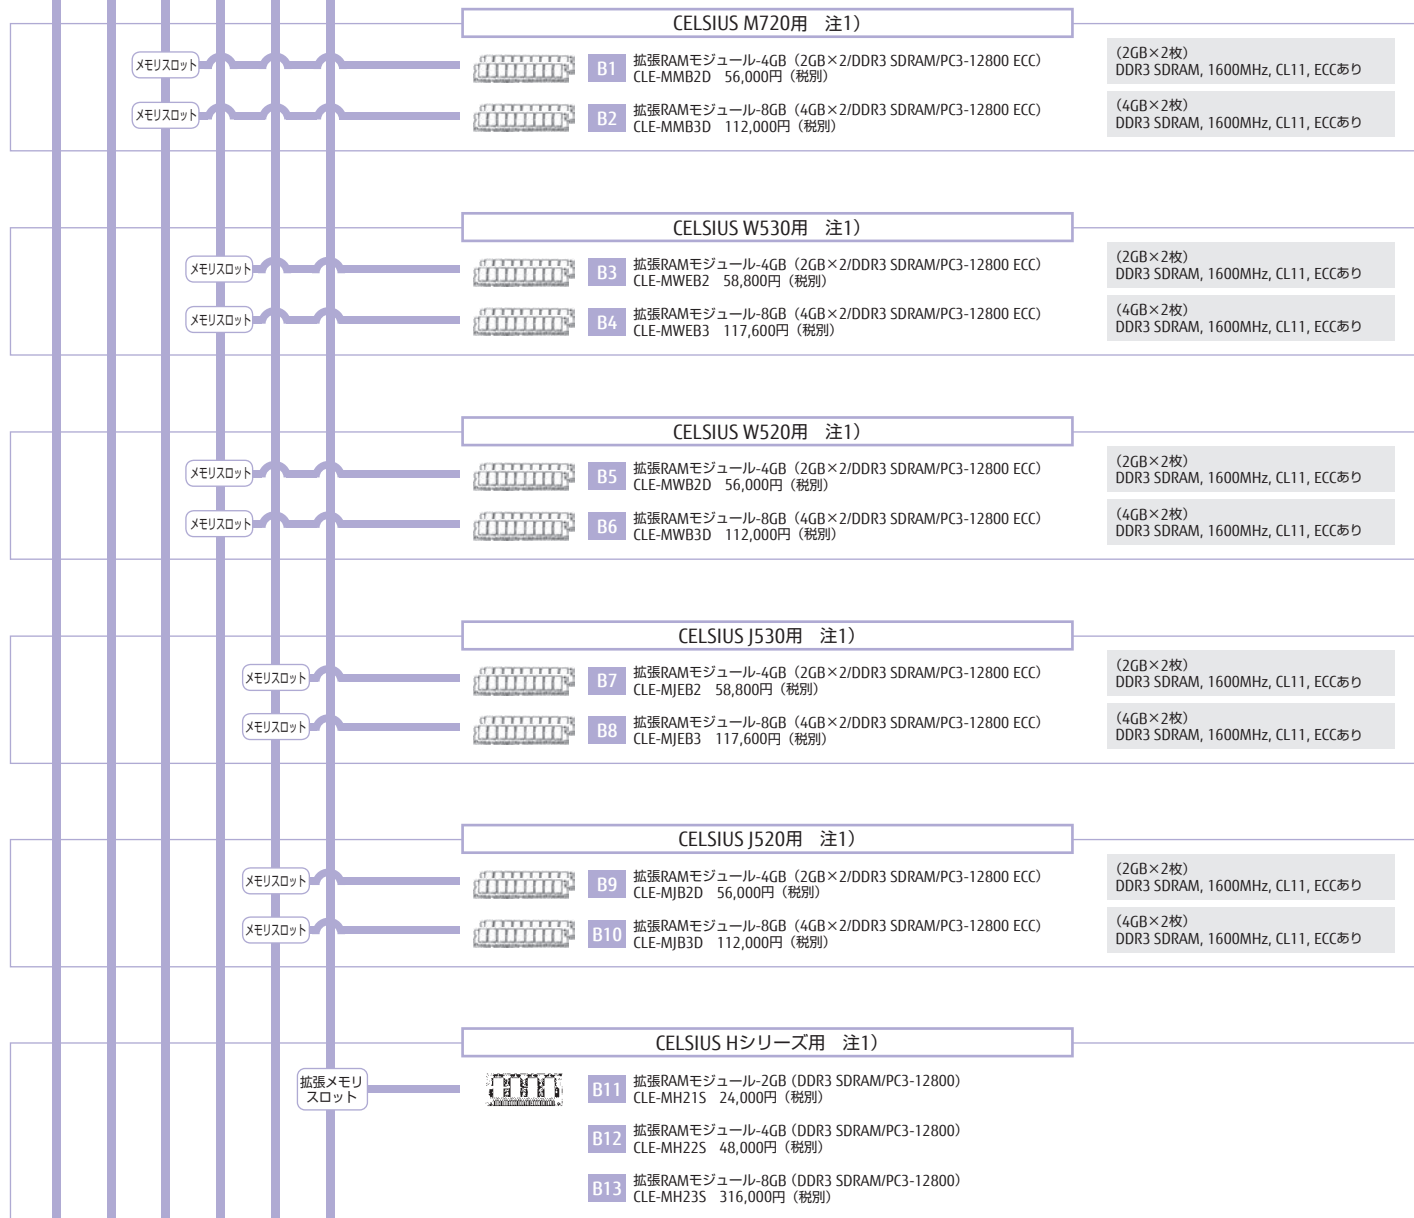 CELSIUS M720用　注1）
メモリスロット
B1
拡張RAMモジュール-4GB（2GB×2/DDR3 SDRAM/PC3-12800 ECC）
CLE-MMB2D　56,000円（税別）
（2GB×2枚）
DDR3 SDRAM, 1600MHz, CL11, ECCあり
メモリスロット
B2
拡張RAMモジュール-8GB（4GB×2/DDR3 SDRAM/PC3-12800 ECC）
CLE-MMB3D　112,000円（税別）
（4GB×2枚）
DDR3 SDRAM, 1600MHz, CL11, ECCあり
CELSIUS W530用　注1）
メモリスロット
B3
拡張RAMモジュール-4GB（2GB×2/DDR3 SDRAM/PC3-12800 ECC）
CLE-MWEB2　58,800円（税別）
（2GB×2枚）
DDR3 SDRAM, 1600MHz, CL11, ECCあり
メモリスロット
B4
拡張RAMモジュール-8GB（4GB×2/DDR3 SDRAM/PC3-12800 ECC）
CLE-MWEB3　117,600円（税別）
（4GB×2枚）
DDR3 SDRAM, 1600MHz, CL11, ECCあり
CELSIUS W520用　注1）
メモリスロット
B5
拡張RAMモジュール-4GB（2GB×2/DDR3 SDRAM/PC3-12800 ECC）
CLE-MWB2D　56,000円（税別）
（2GB×2枚）
DDR3 SDRAM, 1600MHz, CL11, ECCあり
メモリスロット
B6
拡張RAMモジュール-8GB（4GB×2/DDR3 SDRAM/PC3-12800 ECC）
CLE-MWB3D　112,000円（税別）
（4GB×2枚）
DDR3 SDRAM, 1600MHz, CL11, ECCあり
CELSIUS J530用　注1）
メモリスロット
B7
拡張RAMモジュール-4GB（2GB×2/DDR3 SDRAM/PC3-12800 ECC）
CLE-MJEB2　58,800円（税別）
（2GB×2枚）
DDR3 SDRAM, 1600MHz, CL11, ECCあり
メモリスロット
B8
拡張RAMモジュール-8GB（4GB×2/DDR3 SDRAM/PC3-12800 ECC）
CLE-MJEB3　117,600円（税別）
（4GB×2枚）
DDR3 SDRAM, 1600MHz, CL11, ECCあり
CELSIUS J520用　注1）
メモリスロット
B9
拡張RAMモジュール-4GB（2GB×2/DDR3 SDRAM/PC3-12800 ECC）
CLE-MJB2D　56,000円（税別）
（2GB×2枚）
DDR3 SDRAM, 1600MHz, CL11, ECCあり
メモリスロット
B10
拡張RAMモジュール-8GB（4GB×2/DDR3 SDRAM/PC3-12800 ECC）
CLE-MJB3D　112,000円（税別）
（4GB×2枚）
DDR3 SDRAM, 1600MHz, CL11, ECCあり
CELSIUS Hシリーズ用　注1）
拡張メモリ
スロット
B11
拡張RAMモジュール-2GB（DDR3 SDRAM/PC3-12800）
CLE-MH21S　24,000円（税別）
B12
拡張RAMモジュール-4GB（DDR3 SDRAM/PC3-12800）
CLE-MH22S　48,000円（税別）
B13
拡張RAMモジュール-8GB（DDR3 SDRAM/PC3-12800）
CLE-MH23S　316,000円（税別）